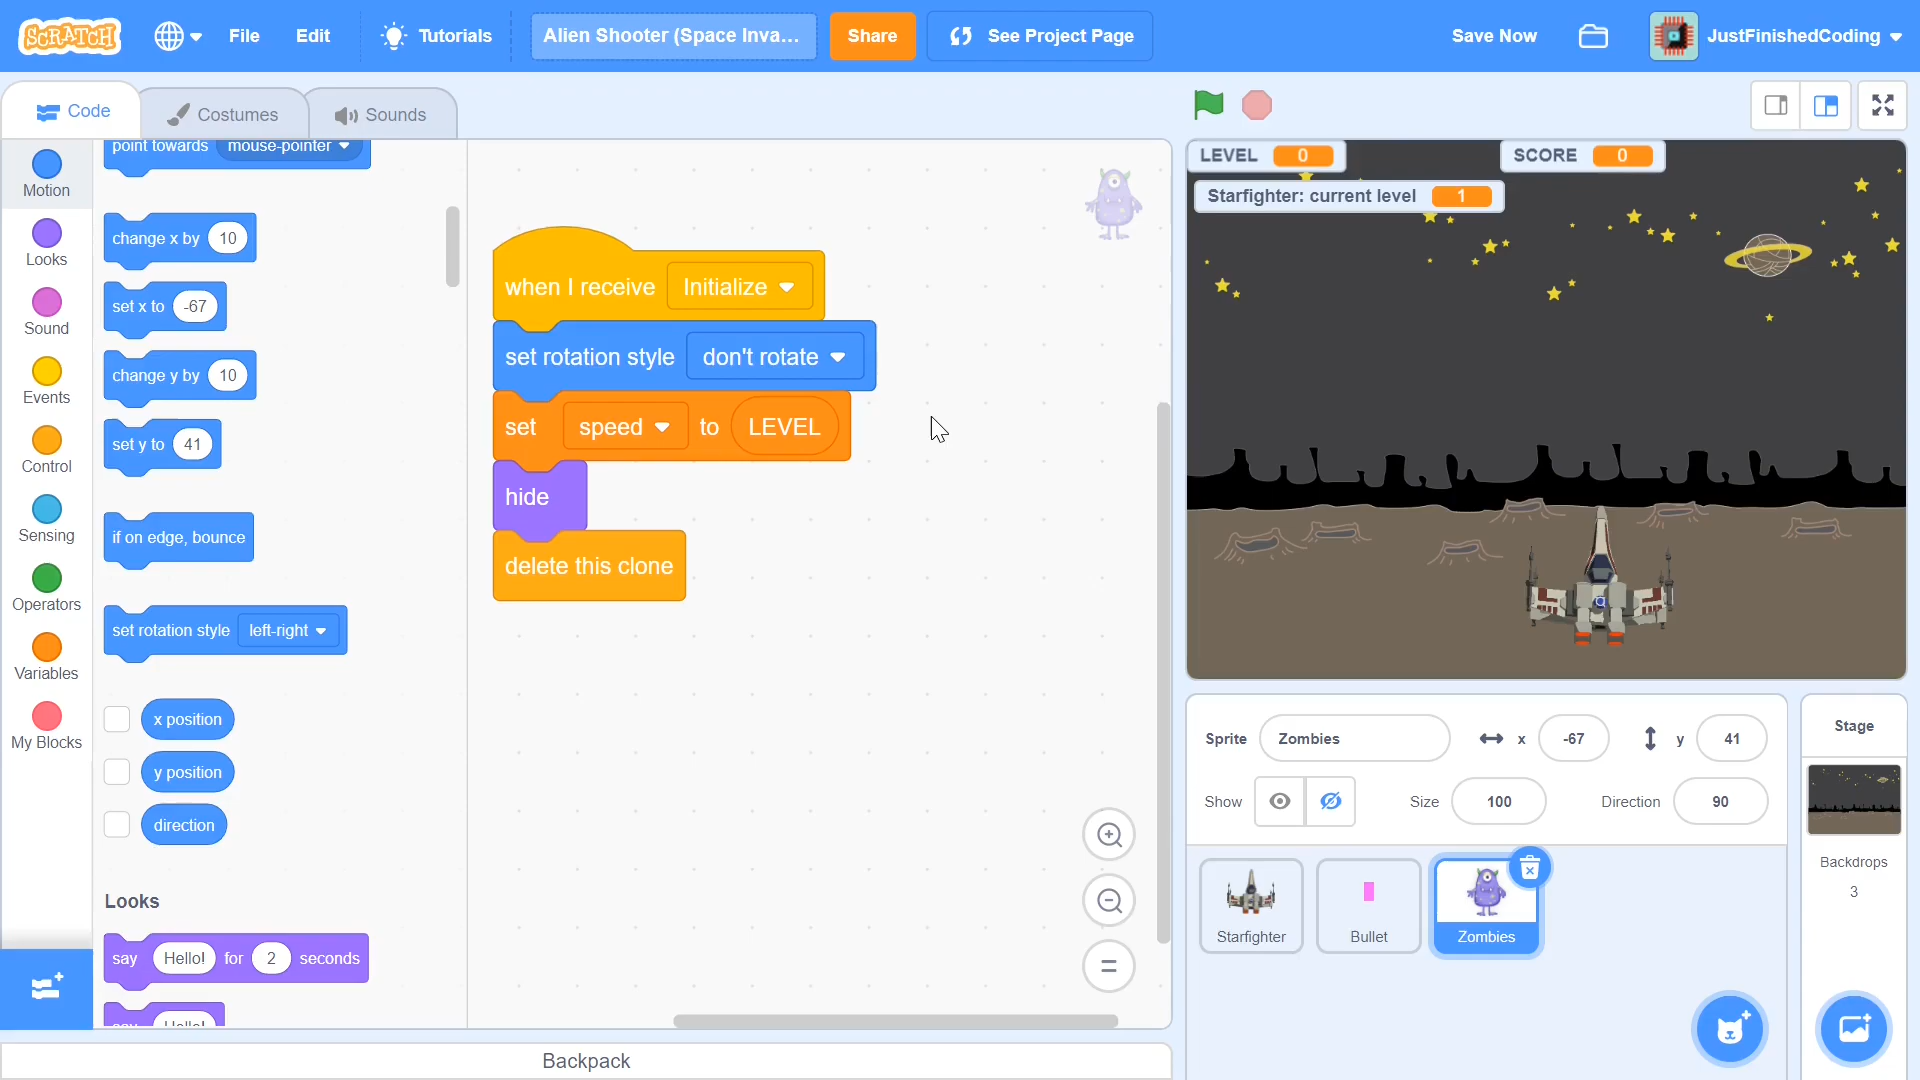 SCRATCH
File
Edit
Tutorials
Alien Shooter (Space Inva...
Share
See Project Page
Save Now
JustFinishedCoding
Code
Costumes
Sounds
Motion
Looks
Sound
Events
Control
Sensing
Operators
Variables
My Blocks
point towards mouse-pointer
change x by 10
set x to -67
change y by 10
set y to 41
if on edge, bounce
set rotation style left-right
x position
y position
direction
Looks
say Hello! for 2 seconds
say Hello!
when I receive Initialize
set rotation style don't rotate
set speed to LEVEL
hide
delete this clone
Backpack
LEVEL 0
SCORE 0
Starfighter: current level 1
Sprite Zombies x -67 y 41
Show Size 100 Direction 90
Starfighter
Bullet
Zombies
Stage
Backdrops
3